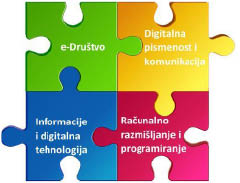 e-Društvo
Digitalna
pismenost i
komunikacija
Informacije
i digitalna
tehnologija
Računalno
razmišljanje i
programiranje